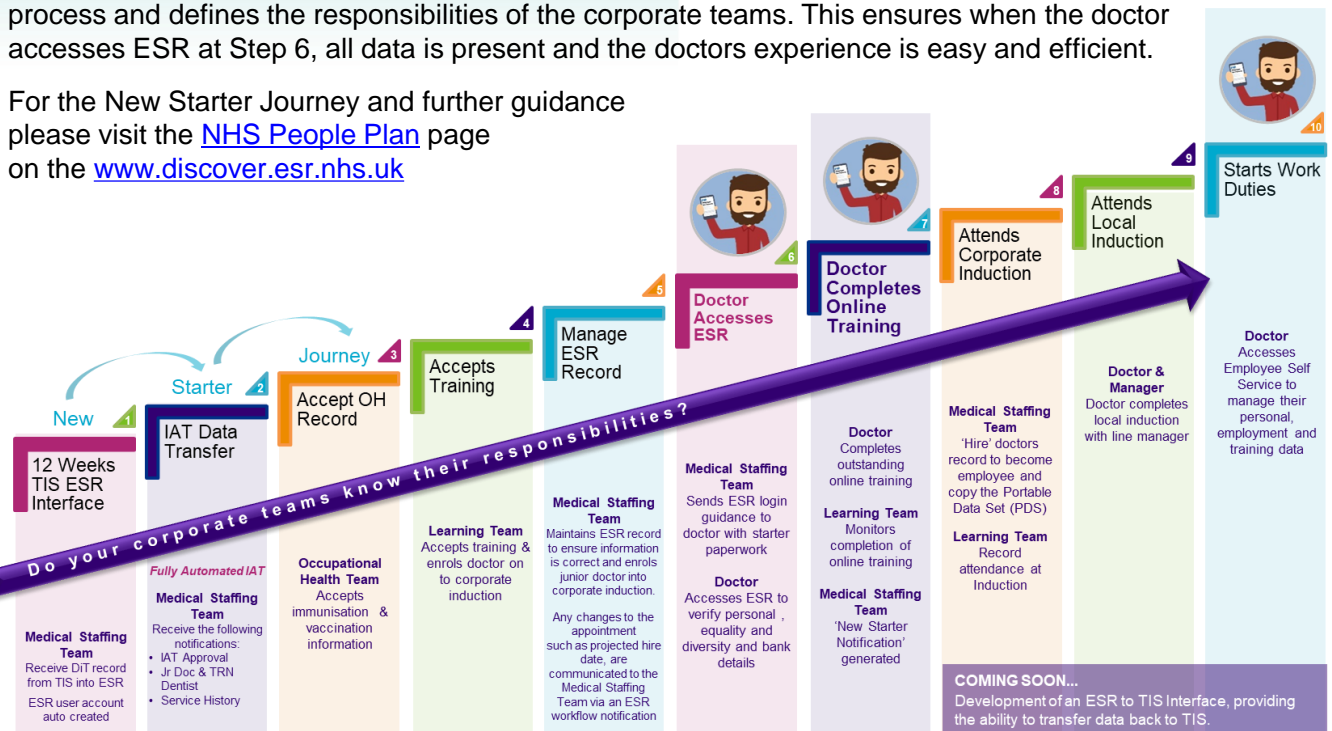 process and defines the responsibilities of the corporate teams. This ensures when the doctor
accesses ESR at Step 6, all data is present and the doctors experience is easy and efficient.
For the New Starter Journey and further guidance
please visit the NHS People Plan page
on the www.discover.esr.nhs.uk
New
Starter
Journey
Do your corporate teams know their responsibilities?
1
12 Weeks
TIS ESR
Interface
Medical Staffing
Team
Receive DiT record
from TIS into ESR
ESR user account
auto created
2
IAT Data
Transfer
Fully Automated IAT
Medical Staffing
Team
Receive the following
notifications:
• IAT Approval
• Jr Doc & TRN
Dentist
• Service History
3
Accept OH
Record
Occupational
Health Team
Accepts
immunisation &
vaccination
information
4
Accepts
Training
Learning Team
Accepts training &
enrols doctor on
to corporate
induction
5
Manage
ESR
Record
Medical Staffing
Team
Maintains ESR record
to ensure information
is correct and enrols
junior doctor into
corporate induction.
Any changes to the
appointment
such as projected hire
date, are
communicated to the
Medical Staffing
Team via an ESR
workflow notification
6
Doctor
Accesses
ESR
Medical Staffing
Team
Sends ESR login
guidance to
doctor with starter
paperwork
Doctor
Accesses ESR to
verify personal ,
equality and
diversity and bank
details
7
Doctor
Completes
Online
Training
Doctor
Completes
outstanding
online training
Learning Team
Monitors
completion of
online training
Medical Staffing
Team
'New Starter
Notification'
generated
8
Attends
Corporate
Induction
Medical Staffing
Team
'Hire' doctors
record to become
employee and
copy the Portable
Data Set (PDS)
Learning Team
Record
attendance at
Induction
9
Attends
Local
Induction
Doctor &
Manager
Doctor completes
local induction
with line manager
10
Starts Work
Duties
Doctor
Accesses
Employee Self
Service to
manage their
personal,
employment and
training data
COMING SOON...
Development of an ESR to TIS Interface, providing
the ability to transfer data back to TIS.